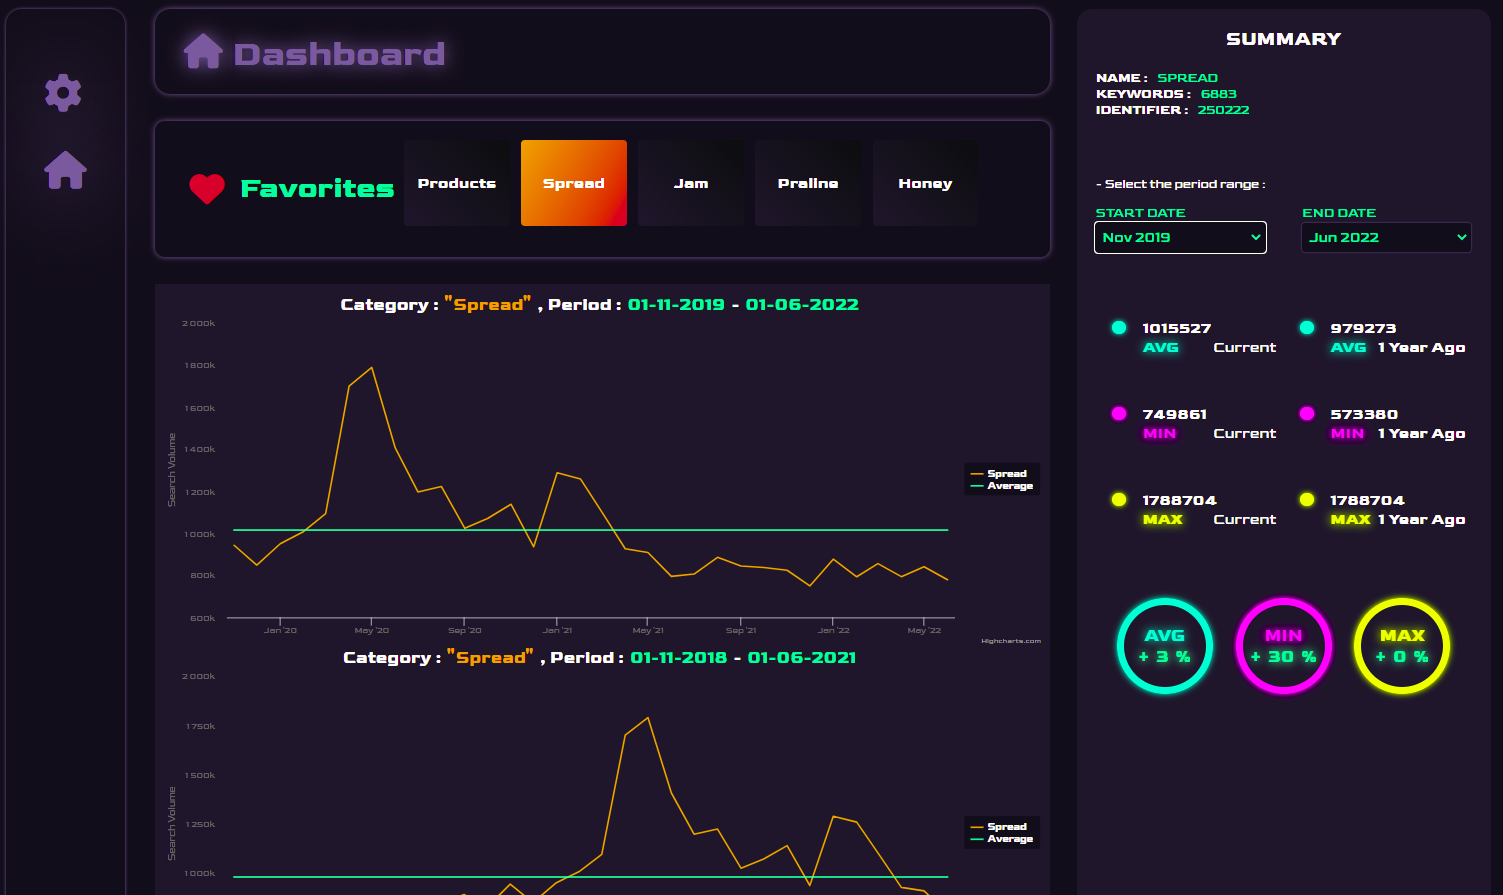 Dashboard
Favorites
Products
Spread
Jam
Praline
Honey
Category : "Spread" , Period : 01-11-2019 - 01-06-2022
2 000k
1 800k
1 600k
1 400k
1 200k
1 000k
800k
600k
Search Volume
Jan '20
May '20
Sep '20
Jan '21
May '21
Sep '21
Jan '22
May '22
Spread
Average
Highcharts.com
Category : "Spread" , Period : 01-11-2018 - 01-06-2021
2 000k
1 750k
1 500k
1 250k
1 000k
Search Volume
Spread
Average
SUMMARY
NAME : SPREAD
KEYWORDS : 6883
IDENTIFIER : 250222
- Select the period range :
START DATE
Nov 2019
END DATE
Jun 2022
1015527
AVG Current
979273
AVG 1 Year Ago
749861
MIN Current
573380
MIN 1 Year Ago
1788704
MAX Current
1788704
MAX 1 Year Ago
AVG
+ 3 %
MIN
+ 30 %
MAX
+ 0 %